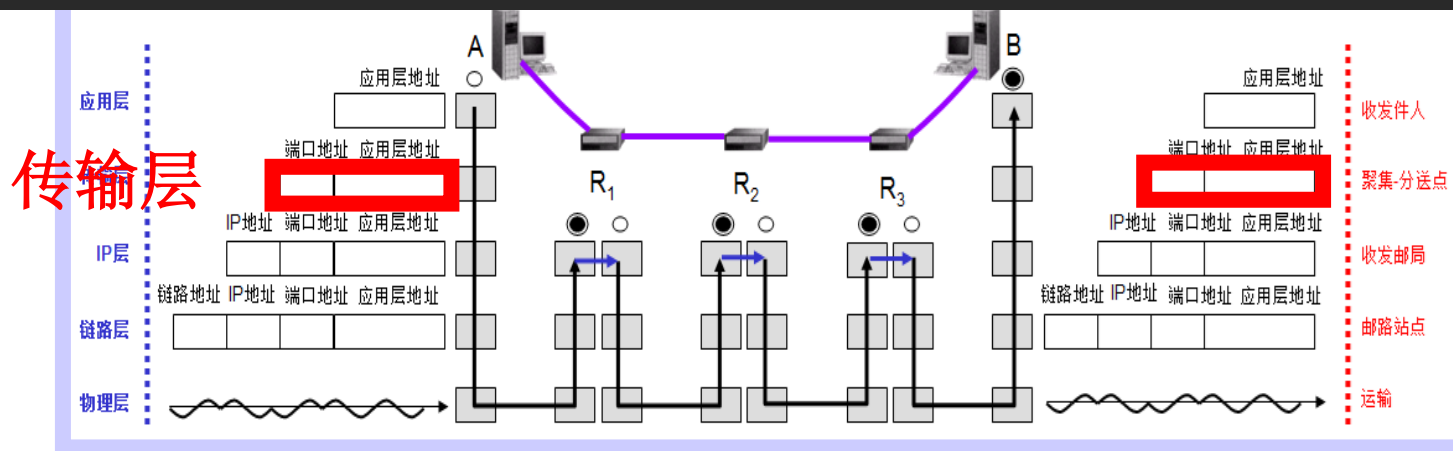 A
B
应用层地址
应用层地址
应用层
收发件人
端口地址 应用层地址
端口地址 应用层地址
传输层
聚集-分送点
R1
R2
R3
IP地址 端口地址 应用层地址
IP地址 端口地址 应用层地址
IP层
收发邮局
链路地址 IP地址 端口地址 应用层地址
链路地址 IP地址 端口地址 应用层地址
链路层
邮路站点
物理层
运输